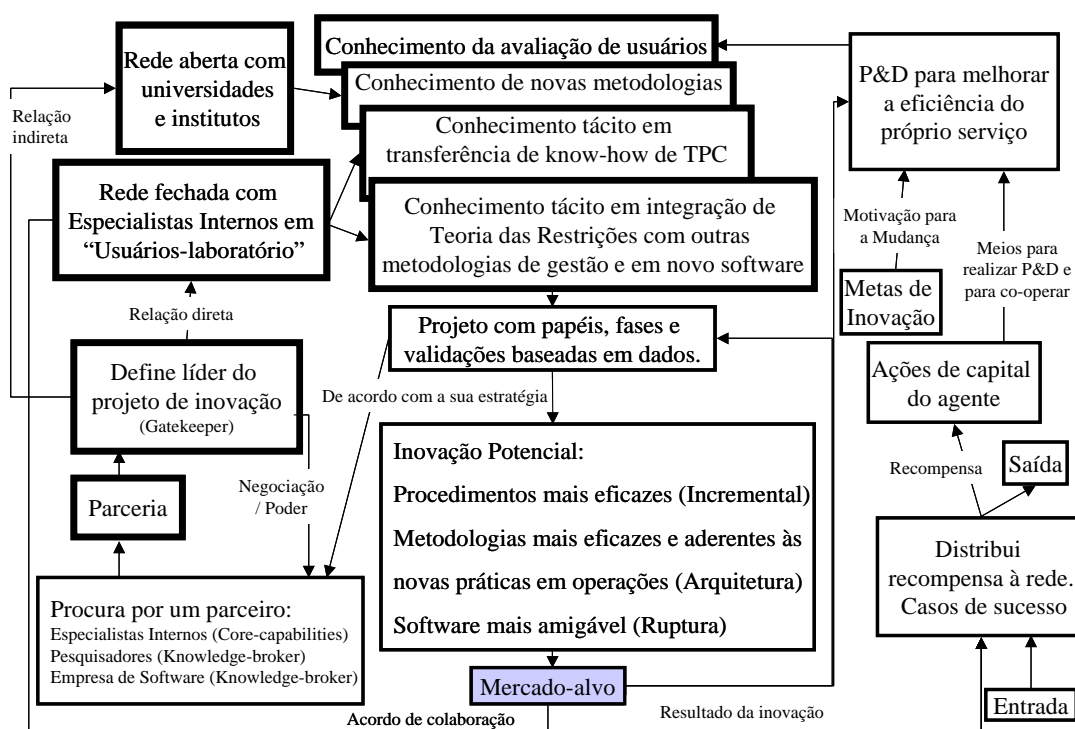 Rede aberta com
universidades
e institutos
Conhecimento da avaliação de usuários
Conhecimento de novas metodologias
Conhecimento tácito em
transferência de know-how de TPC
Conhecimento tácito em integração de
Teoria das Restrições com outras
metodologias de gestão e em novo software
P&D para melhorar
a eficiência do
próprio serviço
Relação
indireta
Rede fechada com
Especialistas Internos em
“Usuários-laboratório”
Motivação para
a Mudança
Meios para
realizar P&D e
para co-operar
Metas de
Inovação
Relação direta
Projeto com papéis, fases e
validações baseadas em dados.
Define líder do
projeto de inovação
(Gatekeeper)
De acordo com a sua estratégia
Ações de capital
do agente
Inovação Potencial:
Procedimentos mais eficazes (Incremental)
Metodologias mais eficazes e aderentes às
novas práticas em operações (Arquitetura)
Software mais amigável (Ruptura)
Recompensa
Saída
Negociação
/ Poder
Parceria
Distribui
recompensa à rede.
Casos de sucesso
Procura por um parceiro:
Especialistas Internos (Core-capabilities)
Pesquisadores (Knowledge-broker)
Empresa de Software (Knowledge-broker)
Mercado-alvo
Entrada
Acordo de colaboração
Resultado da inovação